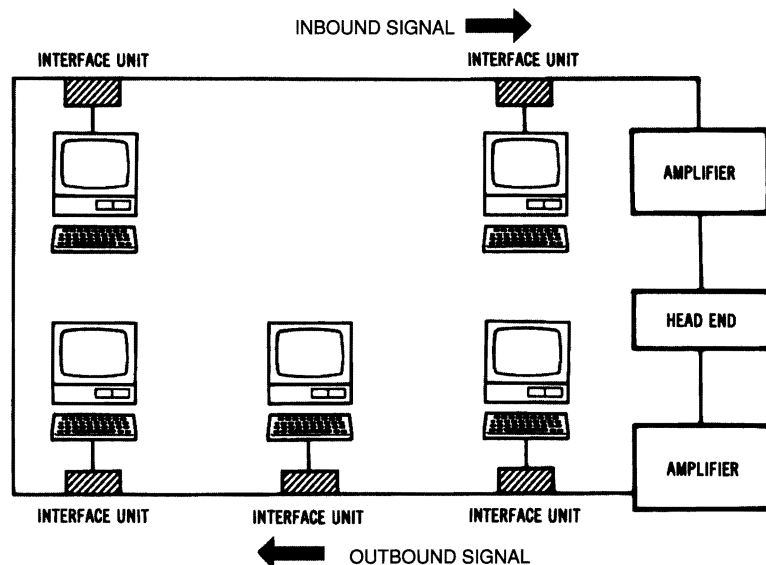 INBOUND SIGNAL
INTERFACE UNIT
INTERFACE UNIT
AMPLIFIER
HEAD END
AMPLIFIER
INTERFACE UNIT
INTERFACE UNIT
INTERFACE UNIT
OUTBOUND SIGNAL